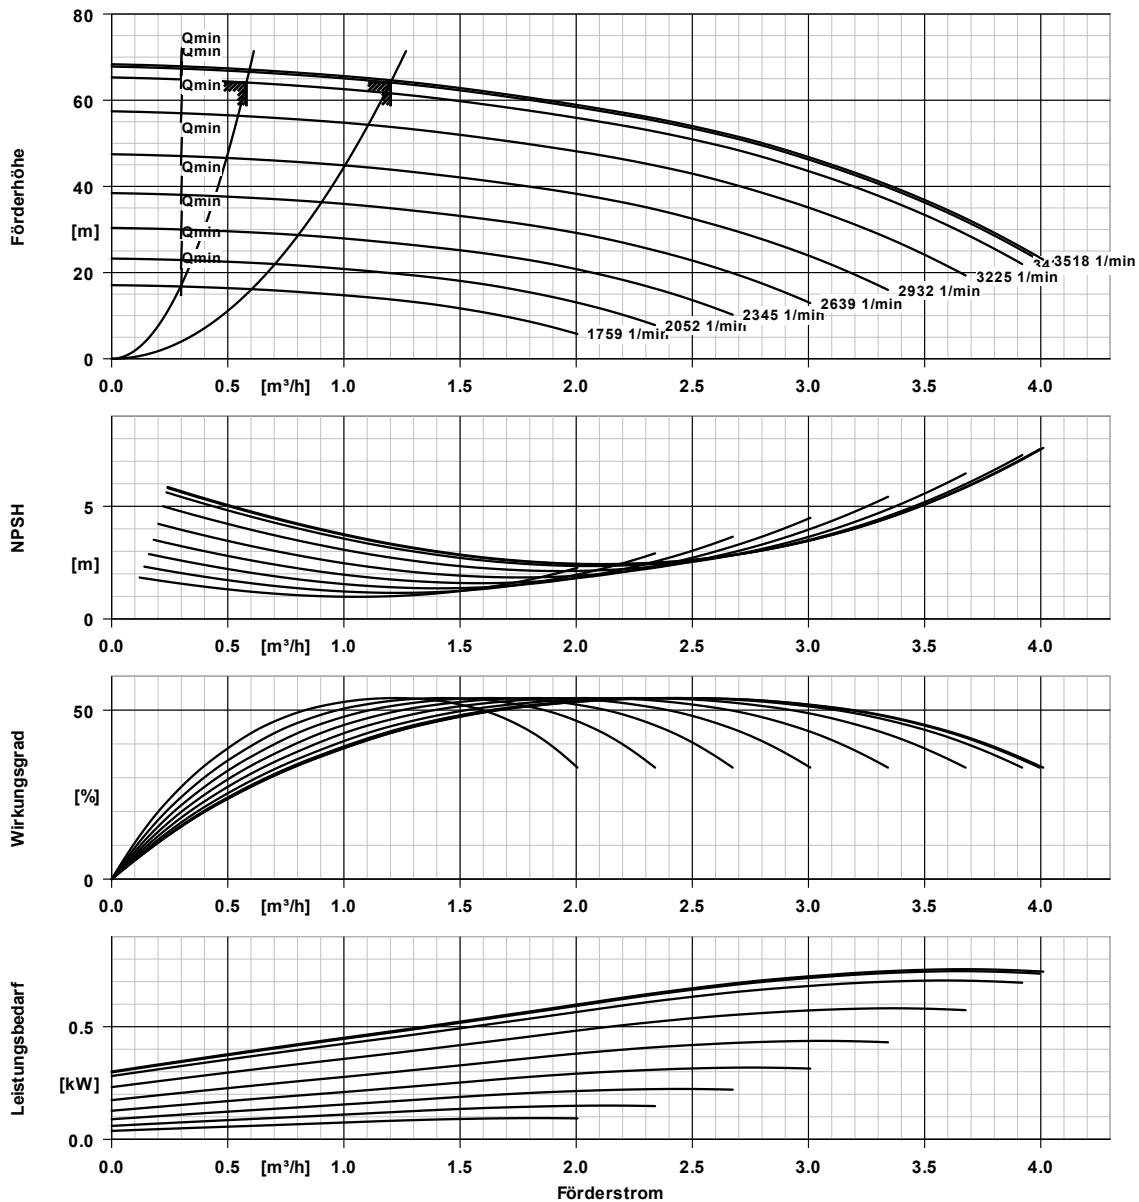 80
60
40
20
0
Förderhöhe
[m]
Qmin
Qmin
Qmin
Qmin
Qmin
Qmin
Qmin
Qmin
3518 1/min
3225 1/min
2932 1/min
2639 1/min
2345 1/min
2052 1/min
1759 1/min
0.0 0.5 [m³/h] 1.0 1.5 2.0 2.5 3.0 3.5 4.0
NPSH
[m]
5
0
0.0 0.5 [m³/h] 1.0 1.5 2.0 2.5 3.0 3.5 4.0
Wirkungsgrad
[%]
50
0
0.0 0.5 [m³/h] 1.0 1.5 2.0 2.5 3.0 3.5 4.0
Leistungsbedarf
[kW]
0.5
0.0
0.0 0.5 [m³/h] 1.0 1.5 2.0 2.5 3.0 3.5 4.0
Förderstrom